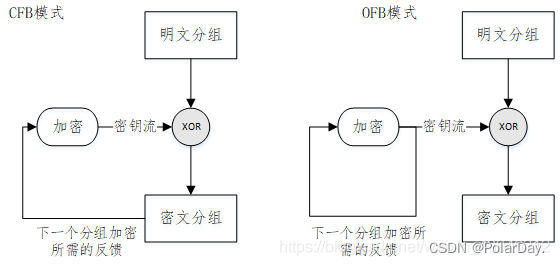 CFB模式
明文分组
加密
密钥流
XOR
密文分组
下一个分组加密
所需的反馈
OFB模式
明文分组
加密
密钥流
XOR
密文分组
下一个分组加密所
需的反馈
CSDN @PolarDay.